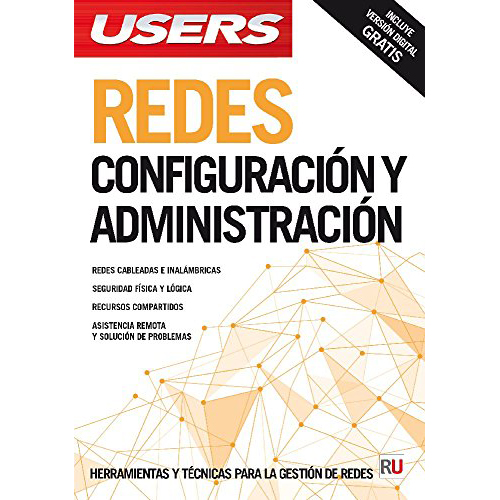 USERS
INCLUYE
VERSIÓN DIGITAL
GRATIS
REDES
CONFIGURACIÓN Y
ADMINISTRACIÓN
REDES CABLEADAS E INALÁMBRICAS
SEGURIDAD FÍSICA Y LÓGICA
RECURSOS COMPARTIDOS
ASISTENCIA REMOTA
Y SOLUCIÓN DE PROBLEMAS
HERRAMIENTAS Y TÉCNICAS PARA LA GESTIÓN DE REDES
RU